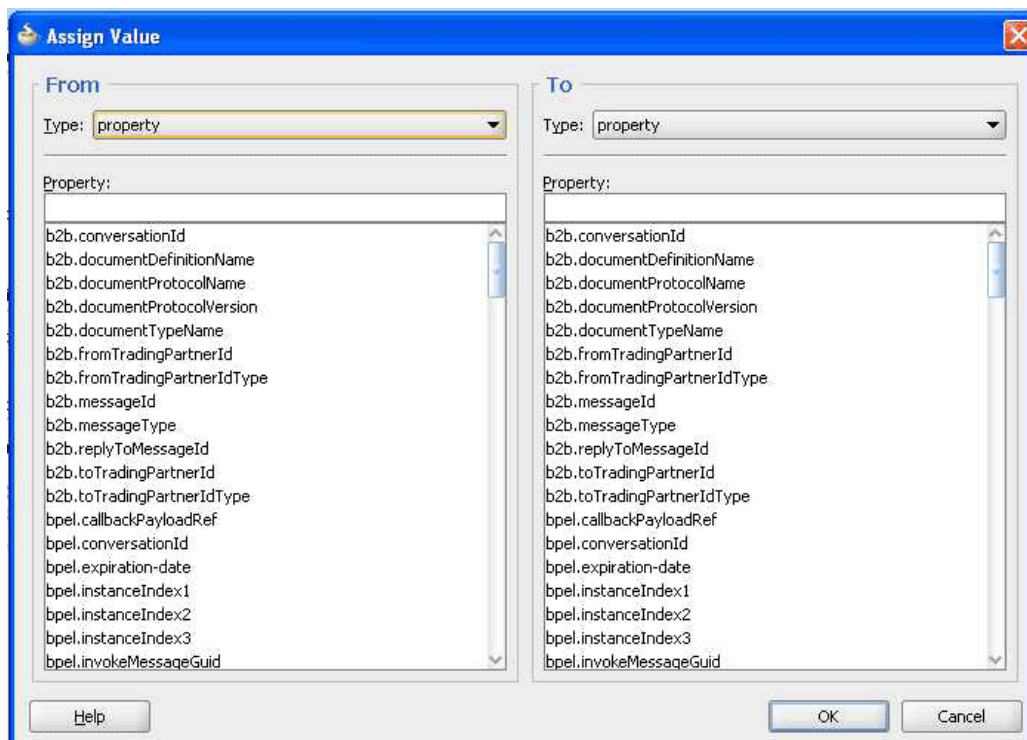 Assign Value
From
Type: property
Property:
b2b.conversationId
b2b.documentDefinitionName
b2b.documentProtocolName
b2b.documentProtocolVersion
b2b.documentTypeName
b2b.fromTradingPartnerId
b2b.fromTradingPartnerIdType
b2b.messageId
b2b.messageType
b2b.replyToMessageId
b2b.toTradingPartnerId
b2b.toTradingPartnerIdType
bpel.callbackPayloadRef
bpel.conversationId
bpel.expiration-date
bpel.instanceIndex1
bpel.instanceIndex2
bpel.instanceIndex3
bpel.invokeMessageGuid
To
Type: property
Property:
b2b.conversationId
b2b.documentDefinitionName
b2b.documentProtocolName
b2b.documentProtocolVersion
b2b.documentTypeName
b2b.fromTradingPartnerId
b2b.fromTradingPartnerIdType
b2b.messageId
b2b.messageType
b2b.replyToMessageId
b2b.toTradingPartnerId
b2b.toTradingPartnerIdType
bpel.callbackPayloadRef
bpel.conversationId
bpel.expiration-date
bpel.instanceIndex1
bpel.instanceIndex2
bpel.instanceIndex3
bpel.invokeMessageGuid
Help
OK
Cancel